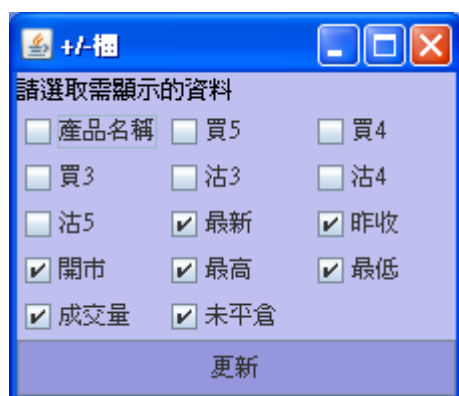 +/-欄
請選取需顯示的資料
產品名稱 買5 買4
買3 沽3 沽4
沽5 最新 昨收
開市 最高 最低
成交量 未平倉
更新